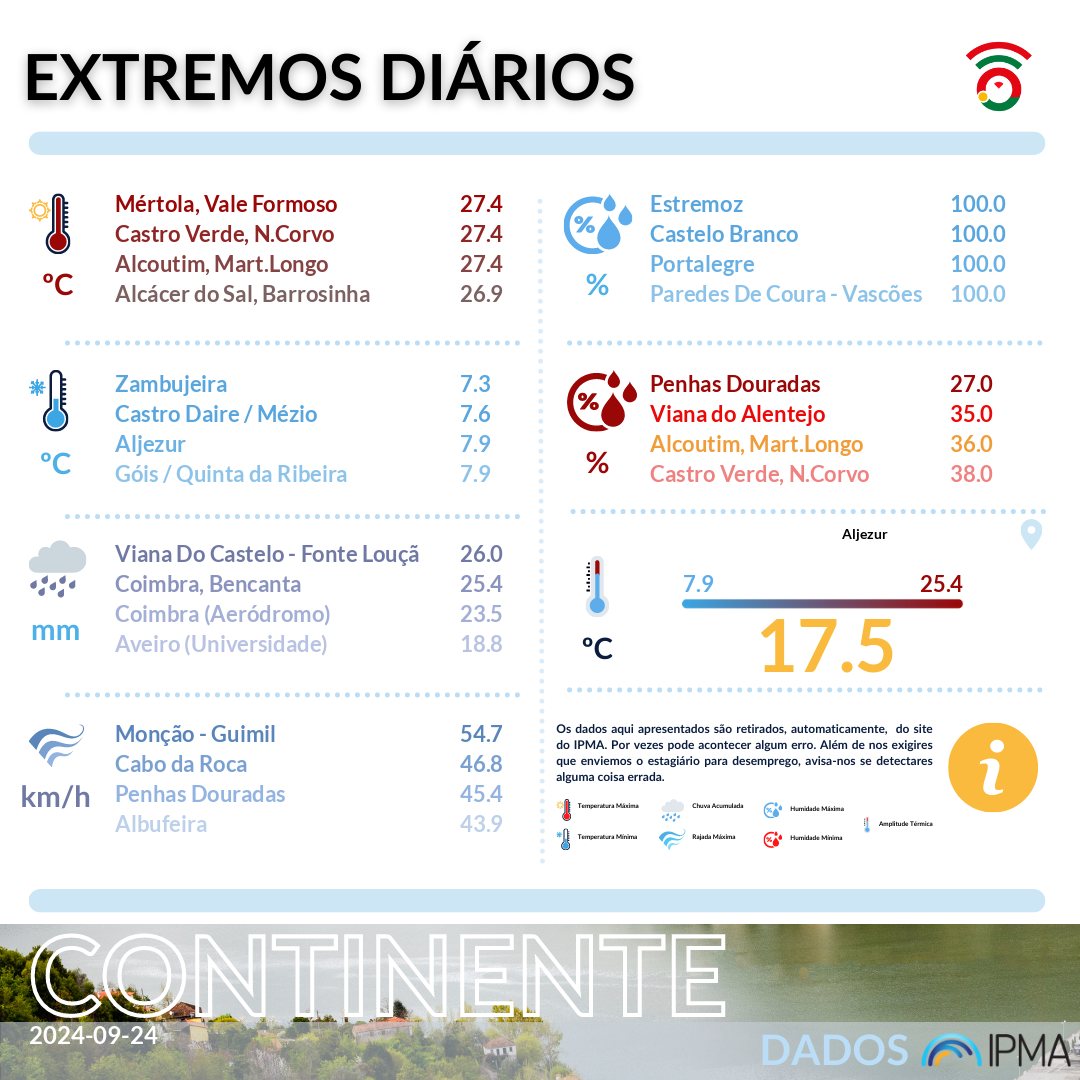 EXTREMOS DIÁRIOS
Mértola, Vale Formoso 27.4
Castro Verde, N.Corvo 27.4
Alcoutim, Mart.Longo 27.4
Alcácer do Sal, Barrosinha 26.9
ºC
Zambujeira 7.3
Castro Daire / Mézio 7.6
Aljezur 7.9
Góis / Quinta da Ribeira 7.9
ºC
Viana Do Castelo - Fonte Louçã 26.0
Coimbra, Bencanta 25.4
Coimbra (Aeródromo) 23.5
Aveiro (Universidade) 18.8
mm
Monção - Guimil 54.7
Cabo da Roca 46.8
Penhas Douradas 45.4
Albufeira 43.9
km/h
%
Estremoz 100.0
Castelo Branco 100.0
Portalegre 100.0
Paredes De Coura - Vascões 100.0
%
%
Penhas Douradas 27.0
Viana do Alentejo 35.0
Alcoutim, Mart.Longo 36.0
Castro Verde, N.Corvo 38.0
%
Aljezur
7.9 25.4
17.5
ºC
Os dados aqui apresentados são retirados, automaticamente, do site
do IPMA. Por vezes pode acontecer algum erro. Além de nos exigires
que enviemos o estagiário para desemprego, avisa-nos se detectares
alguma coisa errada.
i
Temperatura Máxima Chuva Acumulada Humidade Máxima
Amplitude Térmica
Temperatura Mínima Rajada Máxima Humidade Mínima
CONTINENTE
2024-09-24
DADOS IPMA